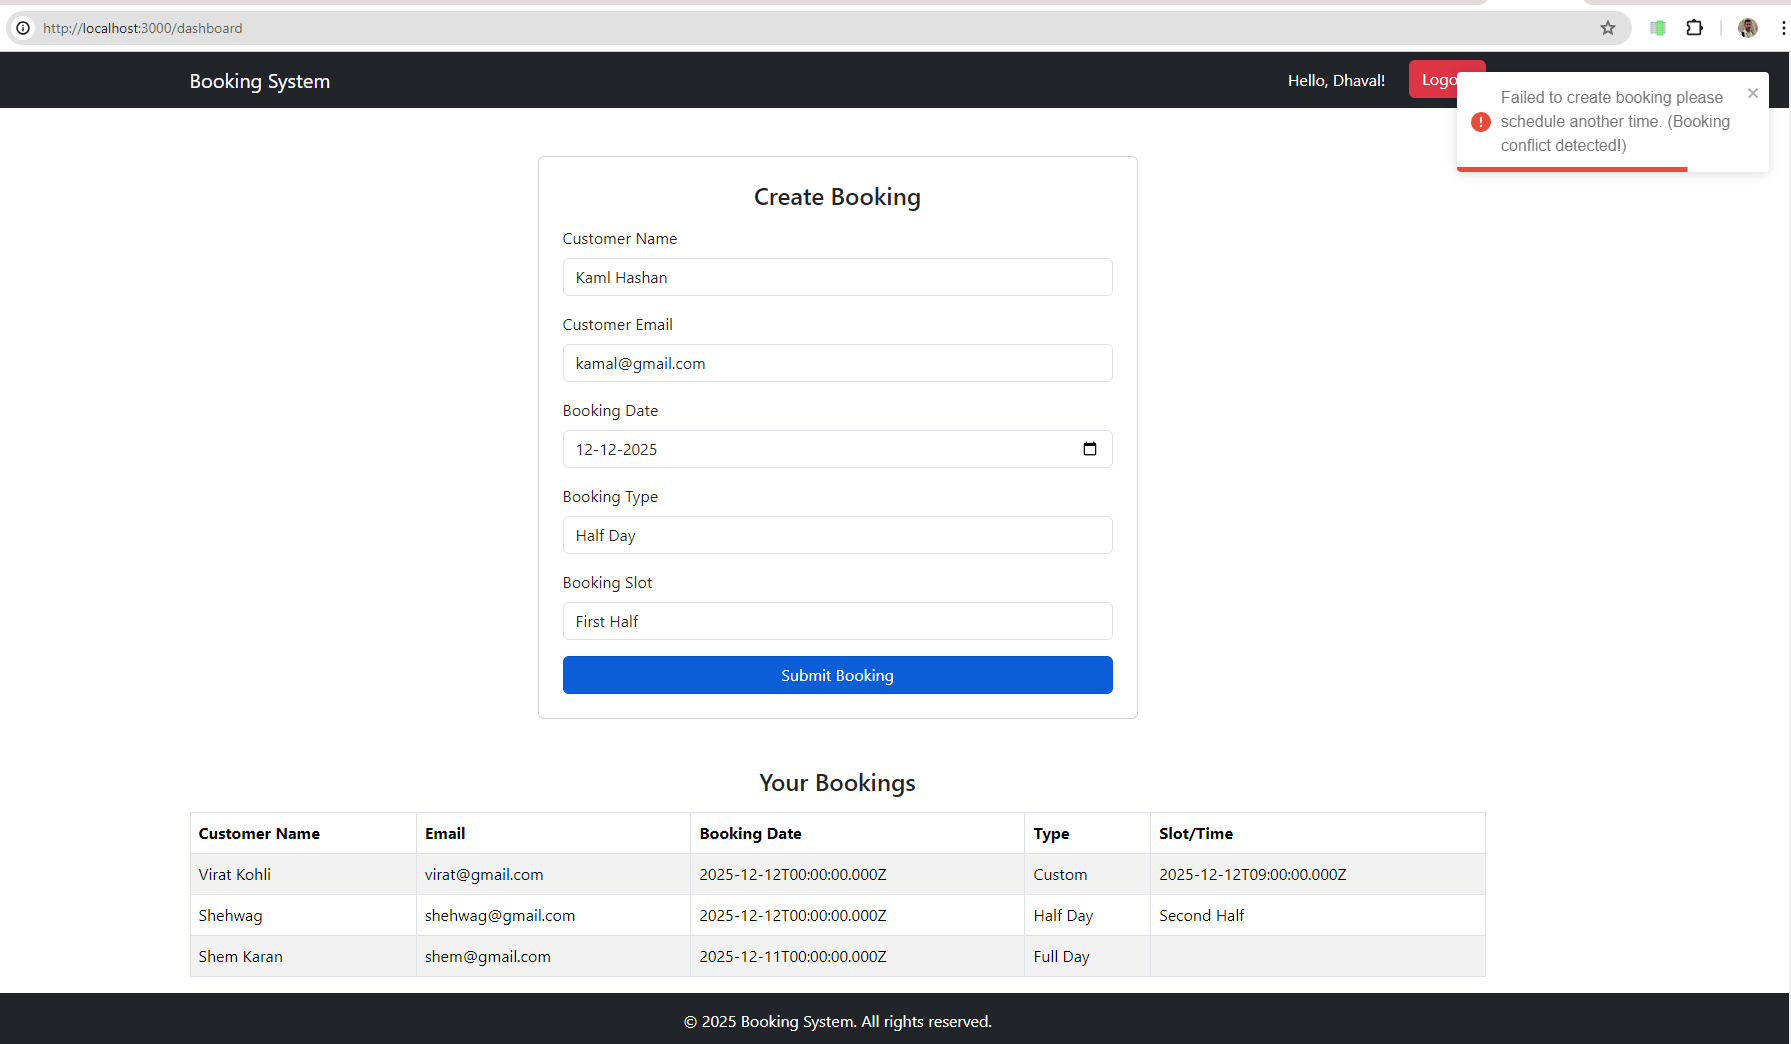 http://localhost:3000/dashboard
Booking System
Hello, Dhaval!
Logo
Failed to create booking please
schedule another time. (Booking
conflict detected!)
Create Booking
Customer Name
Kaml Hashan
Customer Email
kamal@gmail.com
Booking Date
12-12-2025
Booking Type
Half Day
Booking Slot
First Half
Submit Booking
Your Bookings
Customer Name Email Booking Date Type Slot/Time
Virat Kohli virat@gmail.com 2025-12-12T00:00:00.000Z Custom 2025-12-12T09:00:00.000Z
Shehwag shehwag@gmail.com 2025-12-12T00:00:00.000Z Half Day Second Half
Shem Karan shem@gmail.com 2025-12-11T00:00:00.000Z Full Day
© 2025 Booking System. All rights reserved.